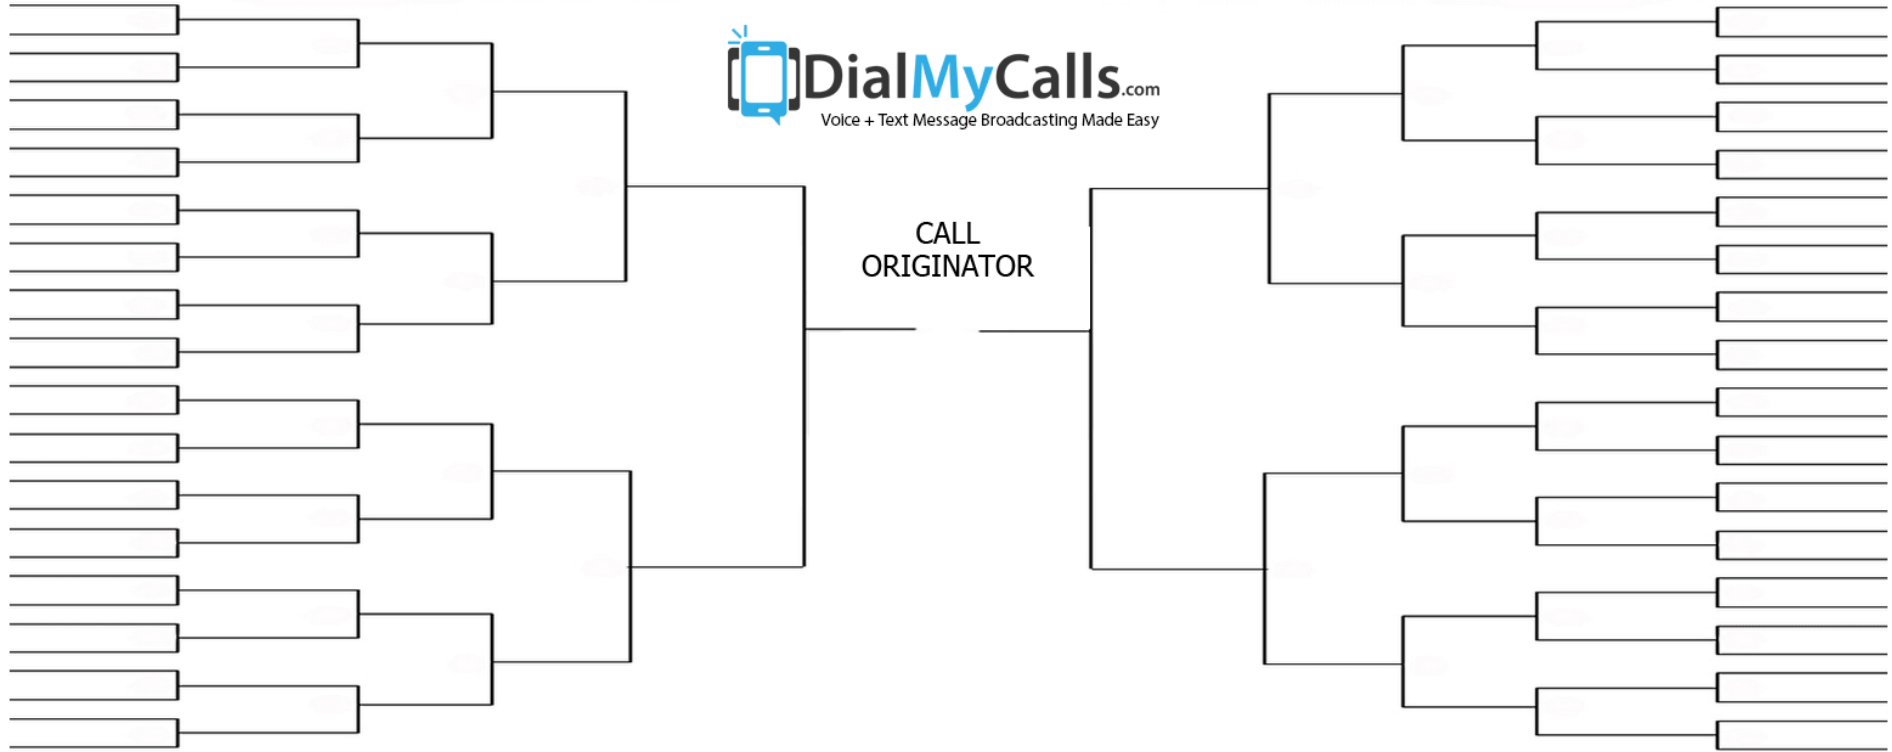 DialMyCalls.com
Voice + Text Message Broadcasting Made Easy
CALL
ORIGINATOR